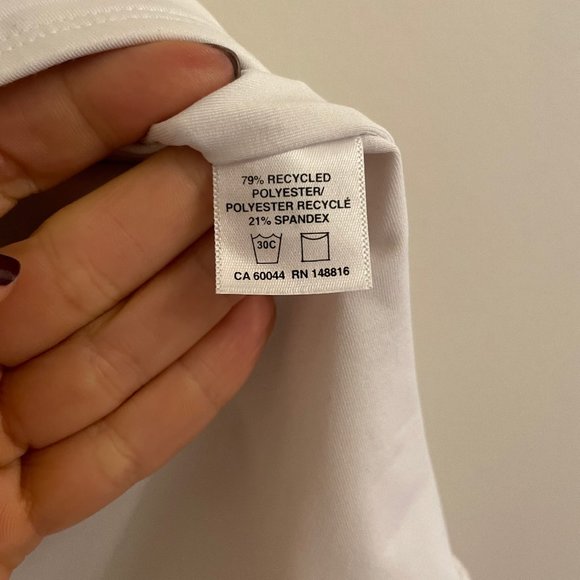 79% RECYCLED
POLYESTER/
POLYESTER RECYCLÉ
21% SPANDEX
30C
CA 60044 RN 148816